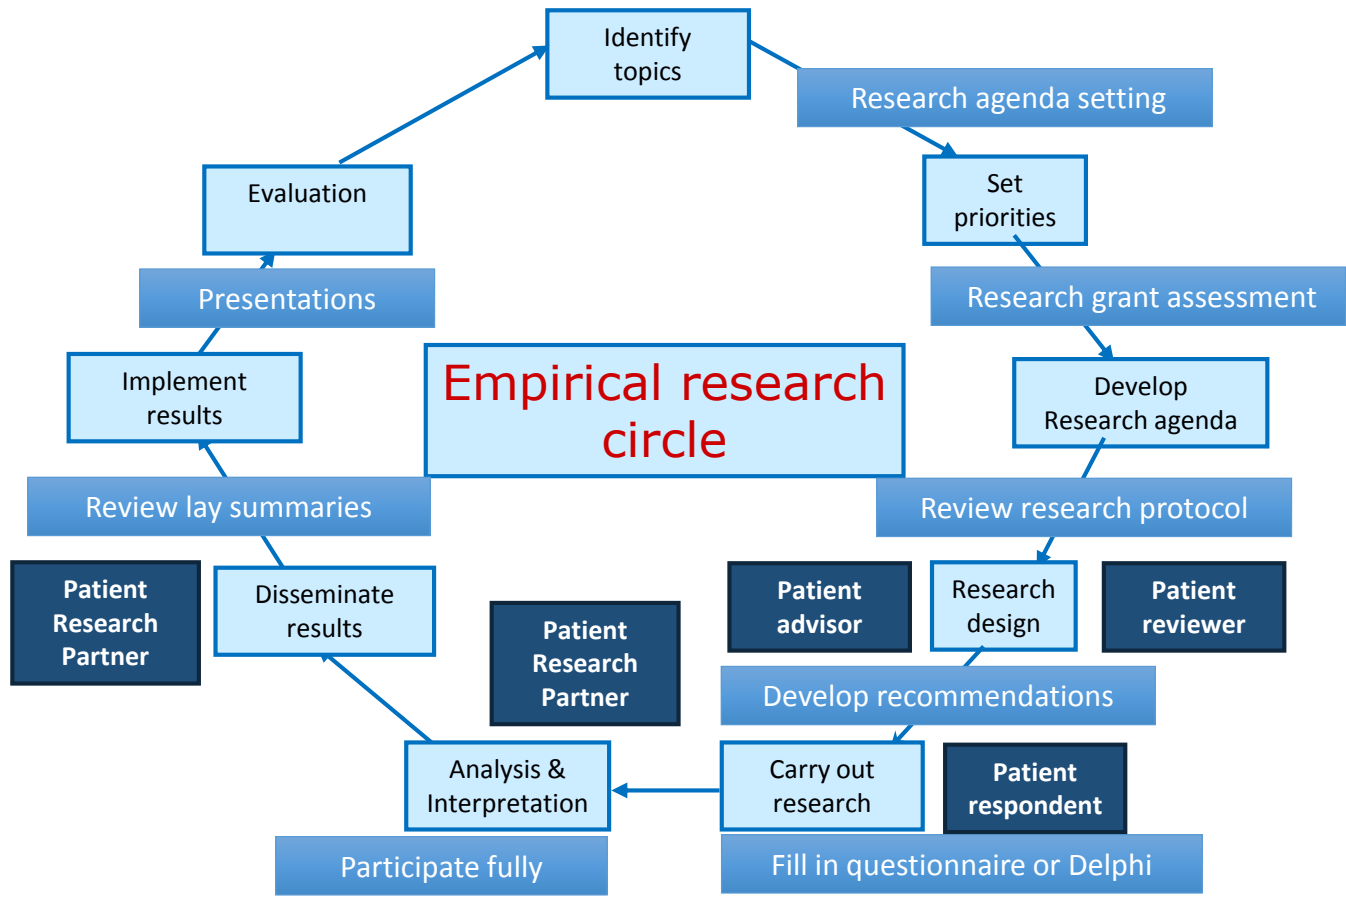 Identify
topics
Research agenda setting
Set
priorities
Evaluation
Research grant assessment
Presentations
Empirical research
circle
Implement
results
Develop
Research agenda
Review lay summaries
Review research protocol
Patient
Research
Partner
Disseminate
results
Patient
Research
Partner
Patient
advisor
Research
design
Patient
reviewer
Develop recommendations
Analysis &
Interpretation
Carry out
research
Patient
respondent
Participate fully
Fill in questionnaire or Delphi